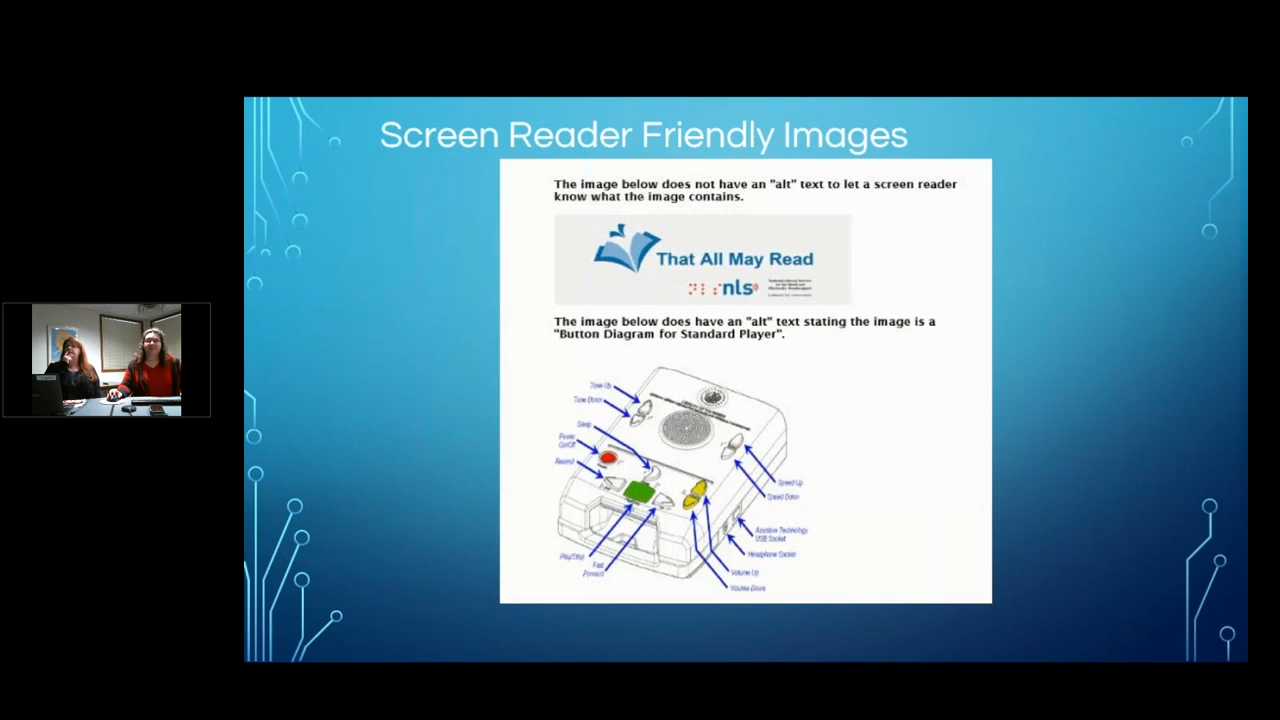 Screen Reader Friendly Images
The image below does not have an "alt" text to let a screen reader
know what the image contains.
That All May Read
nls
The image below does have an "alt" text stating the image is a
"Button Diagram for Standard Player".
Tone Up
Tone Down
Sleep
Power
On/Off
Rewind
Speed Up
Speed Down
Assistive Technology
USB Socket
Headphone Socket
Play/Stop
Fast
Forward
Volume Up
Volume Down